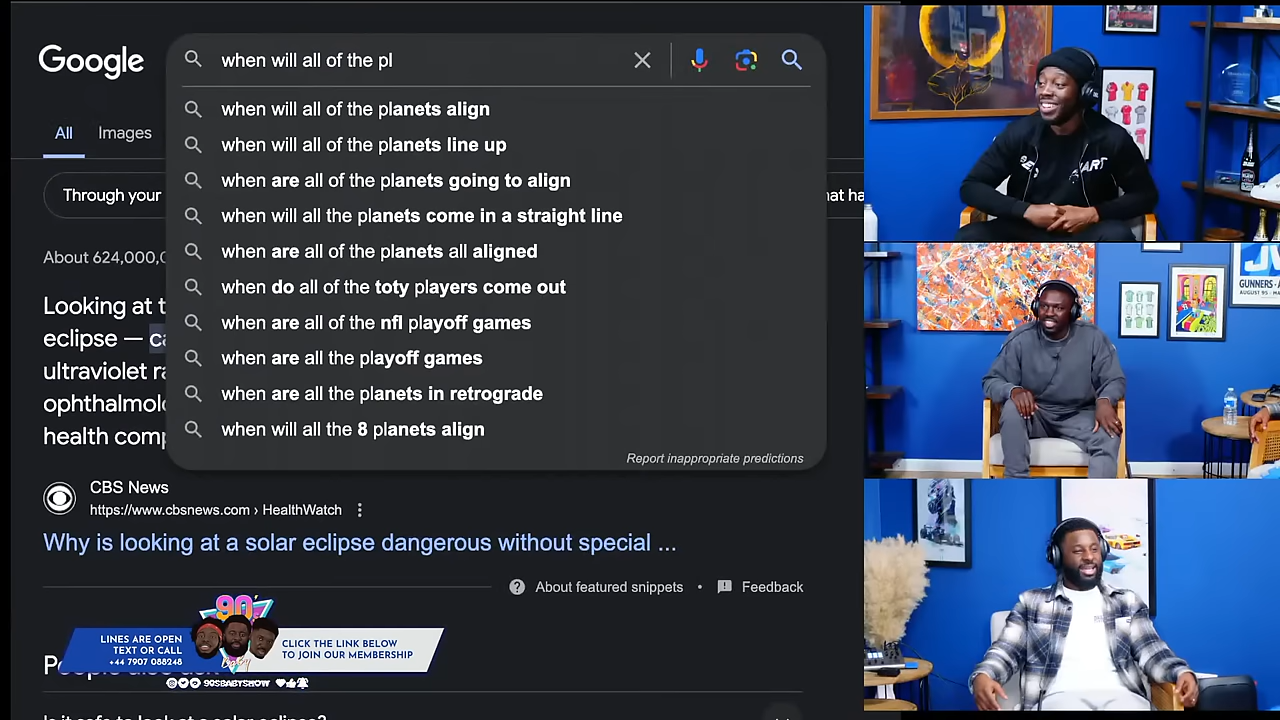 Google
when will all of the pl
when will all of the planets align
when will all of the planets line up
when are all of the planets going to align
when will all the planets come in a straight line
when are all of the planets all aligned
when do all of the toty players come out
when are all of the nfl playoff games
when are all the playoff games
when are all the planets in retrograde
when will all the 8 planets align
Report inappropriate predictions
All Images
Through your
About 624,000,0
Looking at t
eclipse — ca
ultraviolet ra
ophthalmolo
health comp
CBS News
https://www.cbsnews.com › HealthWatch
Why is looking at a solar eclipse dangerous without special ...
About featured snippets • Feedback
90'
Baby
LINES ARE OPEN
TEXT OR CALL
+44 7907 088248
CLICK THE LINK BELOW
TO JOIN OUR MEMBERSHIP
90SBABYSHOW
GUNNERS
AUGUST 95